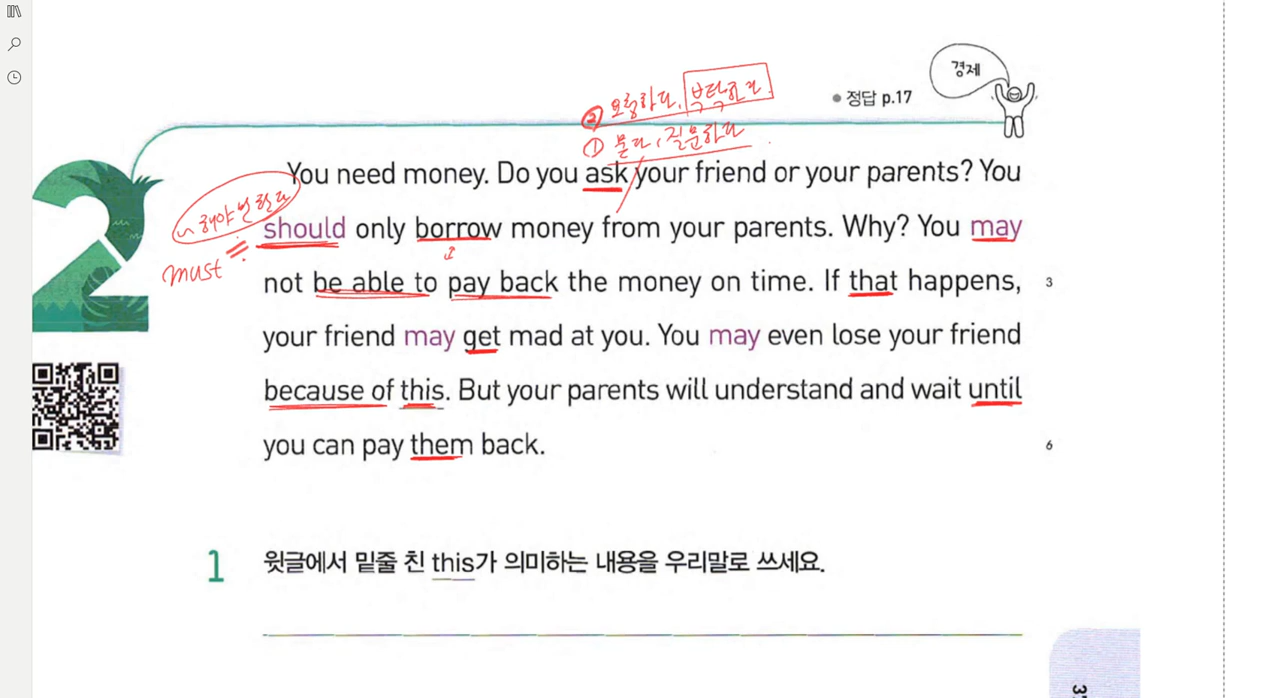 경제
② 요청하다, 부탁하다.
● 정답 p.17
① 묻다, 질문하다
2
You need money. Do you ask your friend or your parents? You
~해야만 한다
should only borrow money from your parents. Why? You may
must
not be able to pay back the money on time. If that happens, 3
your friend may get mad at you. You may even lose your friend
because of this. But your parents will understand and wait until
you can pay them back. 6
1 윗글에서 밑줄 친 this가 의미하는 내용을 우리말로 쓰세요.